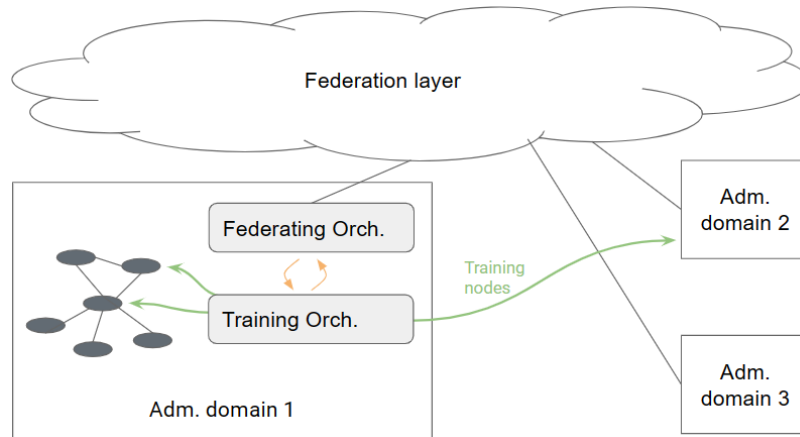 Federation layer
Federating Orch.
Training Orch.
Adm. domain 1
Training
nodes
Adm.
domain 2
Adm.
domain 3